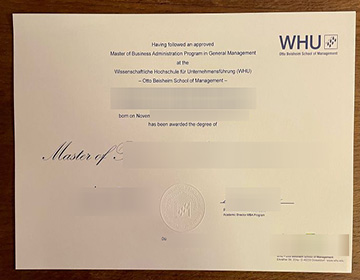 WHU
Otto Beisheim School of Management
Having followed an approved
Master of Business Administration Program in General Management
at the
Wissenschaftliche Hochschule für Unternehmensführung (WHU)
– Otto Beisheim School of Management –
born on Novem
has been awarded the degree of
Master of
Academic Director MBA Program